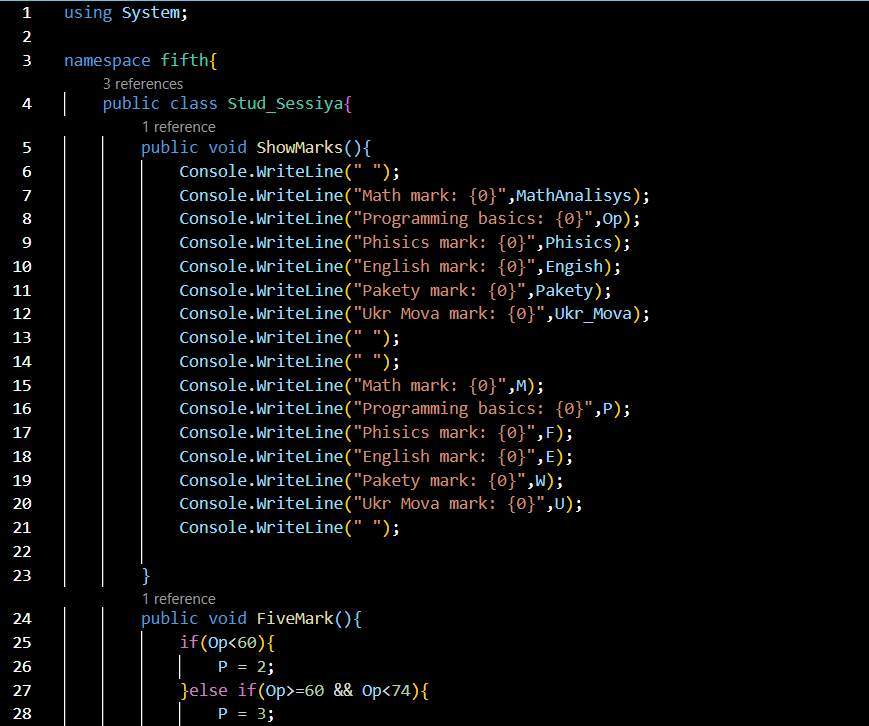 1 using System;
2
3 namespace fifth{
3 references
4 public class Stud_Sessiya{
1 reference
5 public void ShowMarks(){
6 Console.WriteLine(" ");
7 Console.WriteLine("Math mark: {0}",MathAnalisys);
8 Console.WriteLine("Programming basics: {0}",Op);
9 Console.WriteLine("Phisics mark: {0}",Phisics);
10 Console.WriteLine("English mark: {0}",Engish);
11 Console.WriteLine("Pakety mark: {0}",Pakety);
12 Console.WriteLine("Ukr Mova mark: {0}",Ukr_Mova);
13 Console.WriteLine(" ");
14 Console.WriteLine(" ");
15 Console.WriteLine("Math mark: {0}",M);
16 Console.WriteLine("Programming basics: {0}",P);
17 Console.WriteLine("Phisics mark: {0}",F);
18 Console.WriteLine("English mark: {0}",E);
19 Console.WriteLine("Pakety mark: {0}",W);
20 Console.WriteLine("Ukr Mova mark: {0}",U);
21 Console.WriteLine(" ");
22
23 }
1 reference
24 public void FiveMark(){
25 if(Op<60){
26 P = 2;
27 }else if(Op>=60 && Op<74){
28 P = 3;